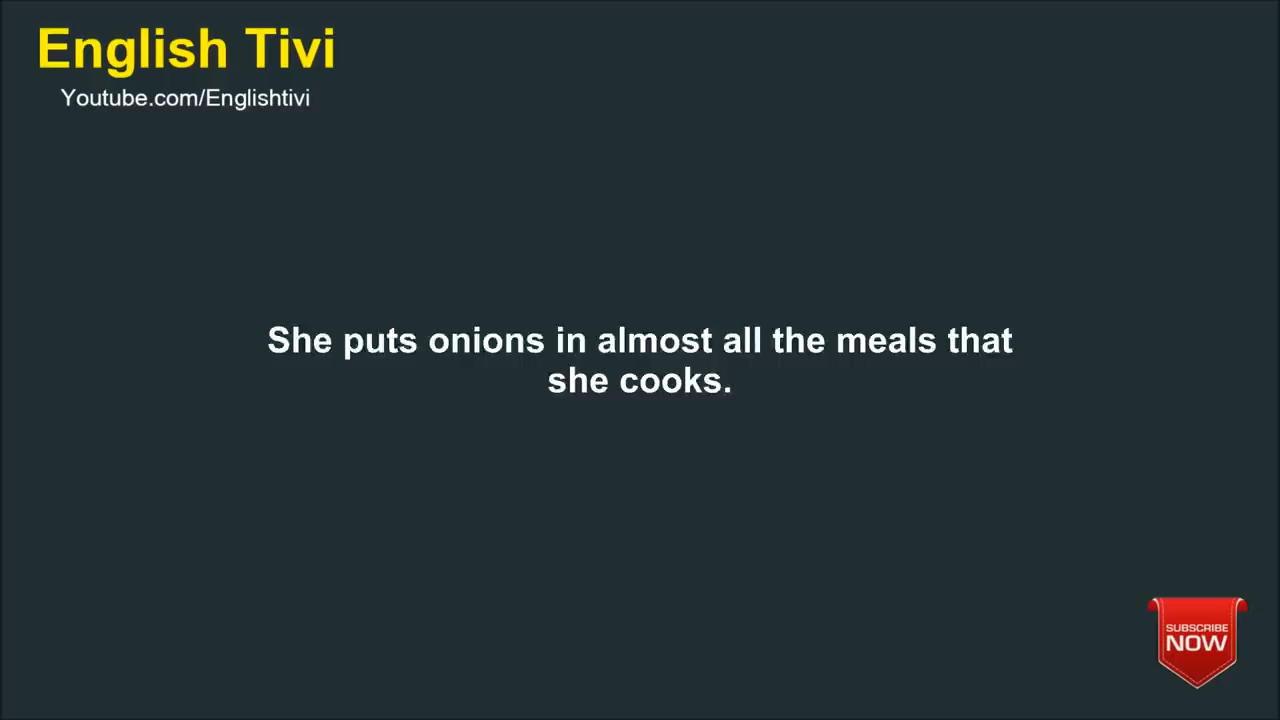 English Tivi
Youtube.com/Englishtivi
She puts onions in almost all the meals that
she cooks.
SUBSCRIBE
NOW